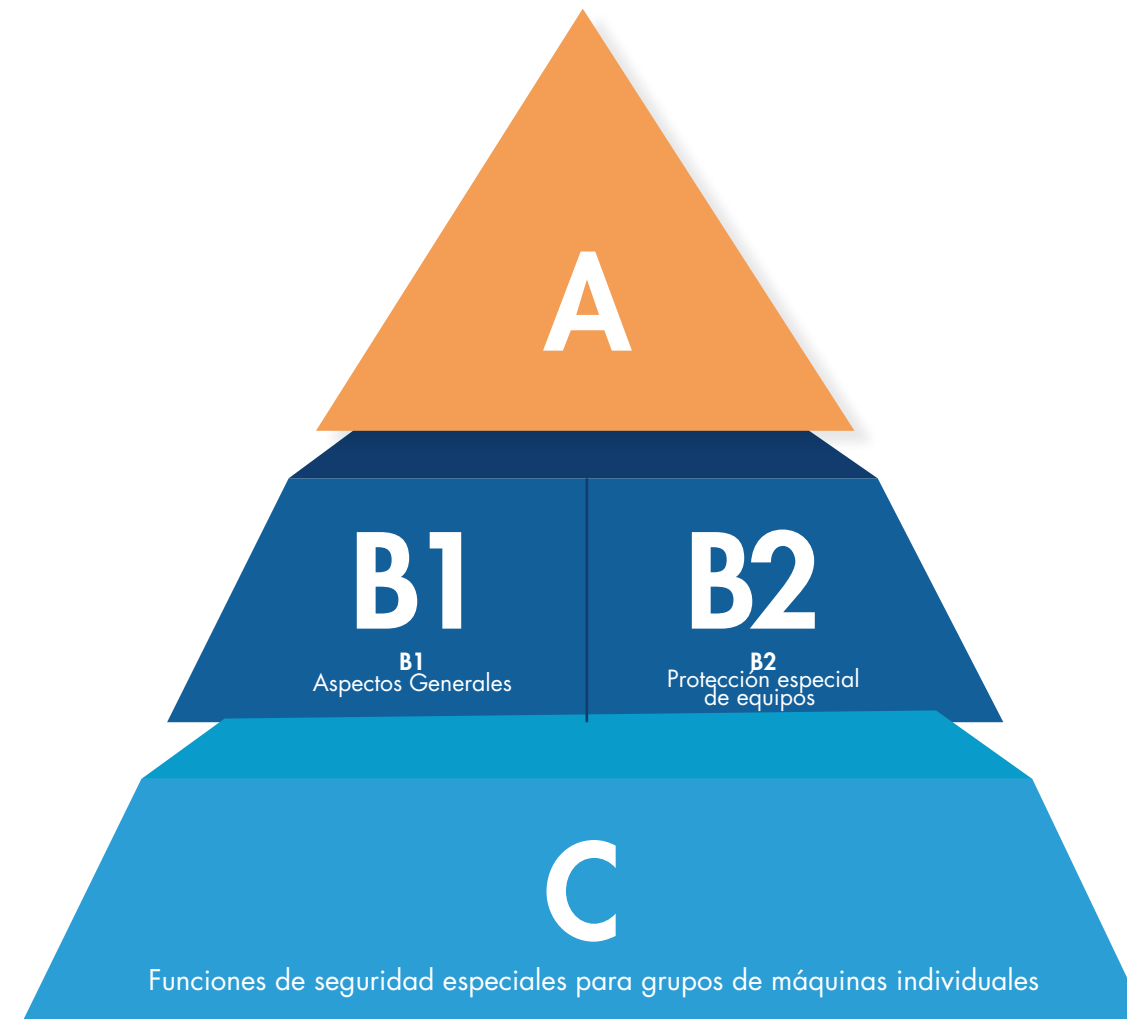 A
B1
B1
Aspectos Generales
B2
B2
Protección especial
de equipos
C
Funciones de seguridad especiales para grupos de máquinas individuales